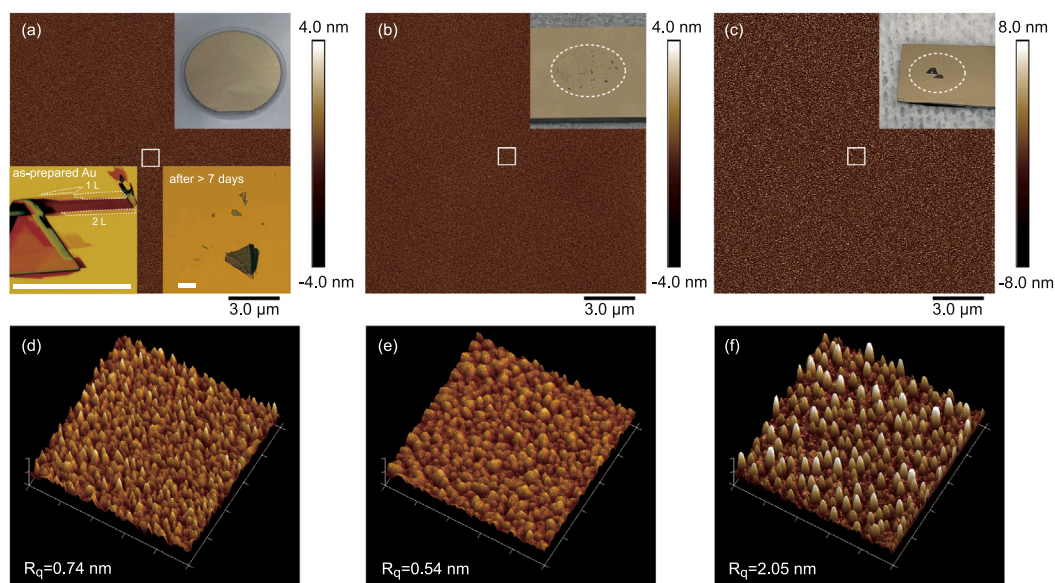 (a)
4.0 nm
-4.0 nm
as-prepared Au
1 L
2 L
after > 7 days
3.0 μm
(b)
4.0 nm
-4.0 nm
3.0 μm
(c)
8.0 nm
-8.0 nm
3.0 μm
(d)
Rq=0.74 nm
(e)
Rq=0.54 nm
(f)
Rq=2.05 nm